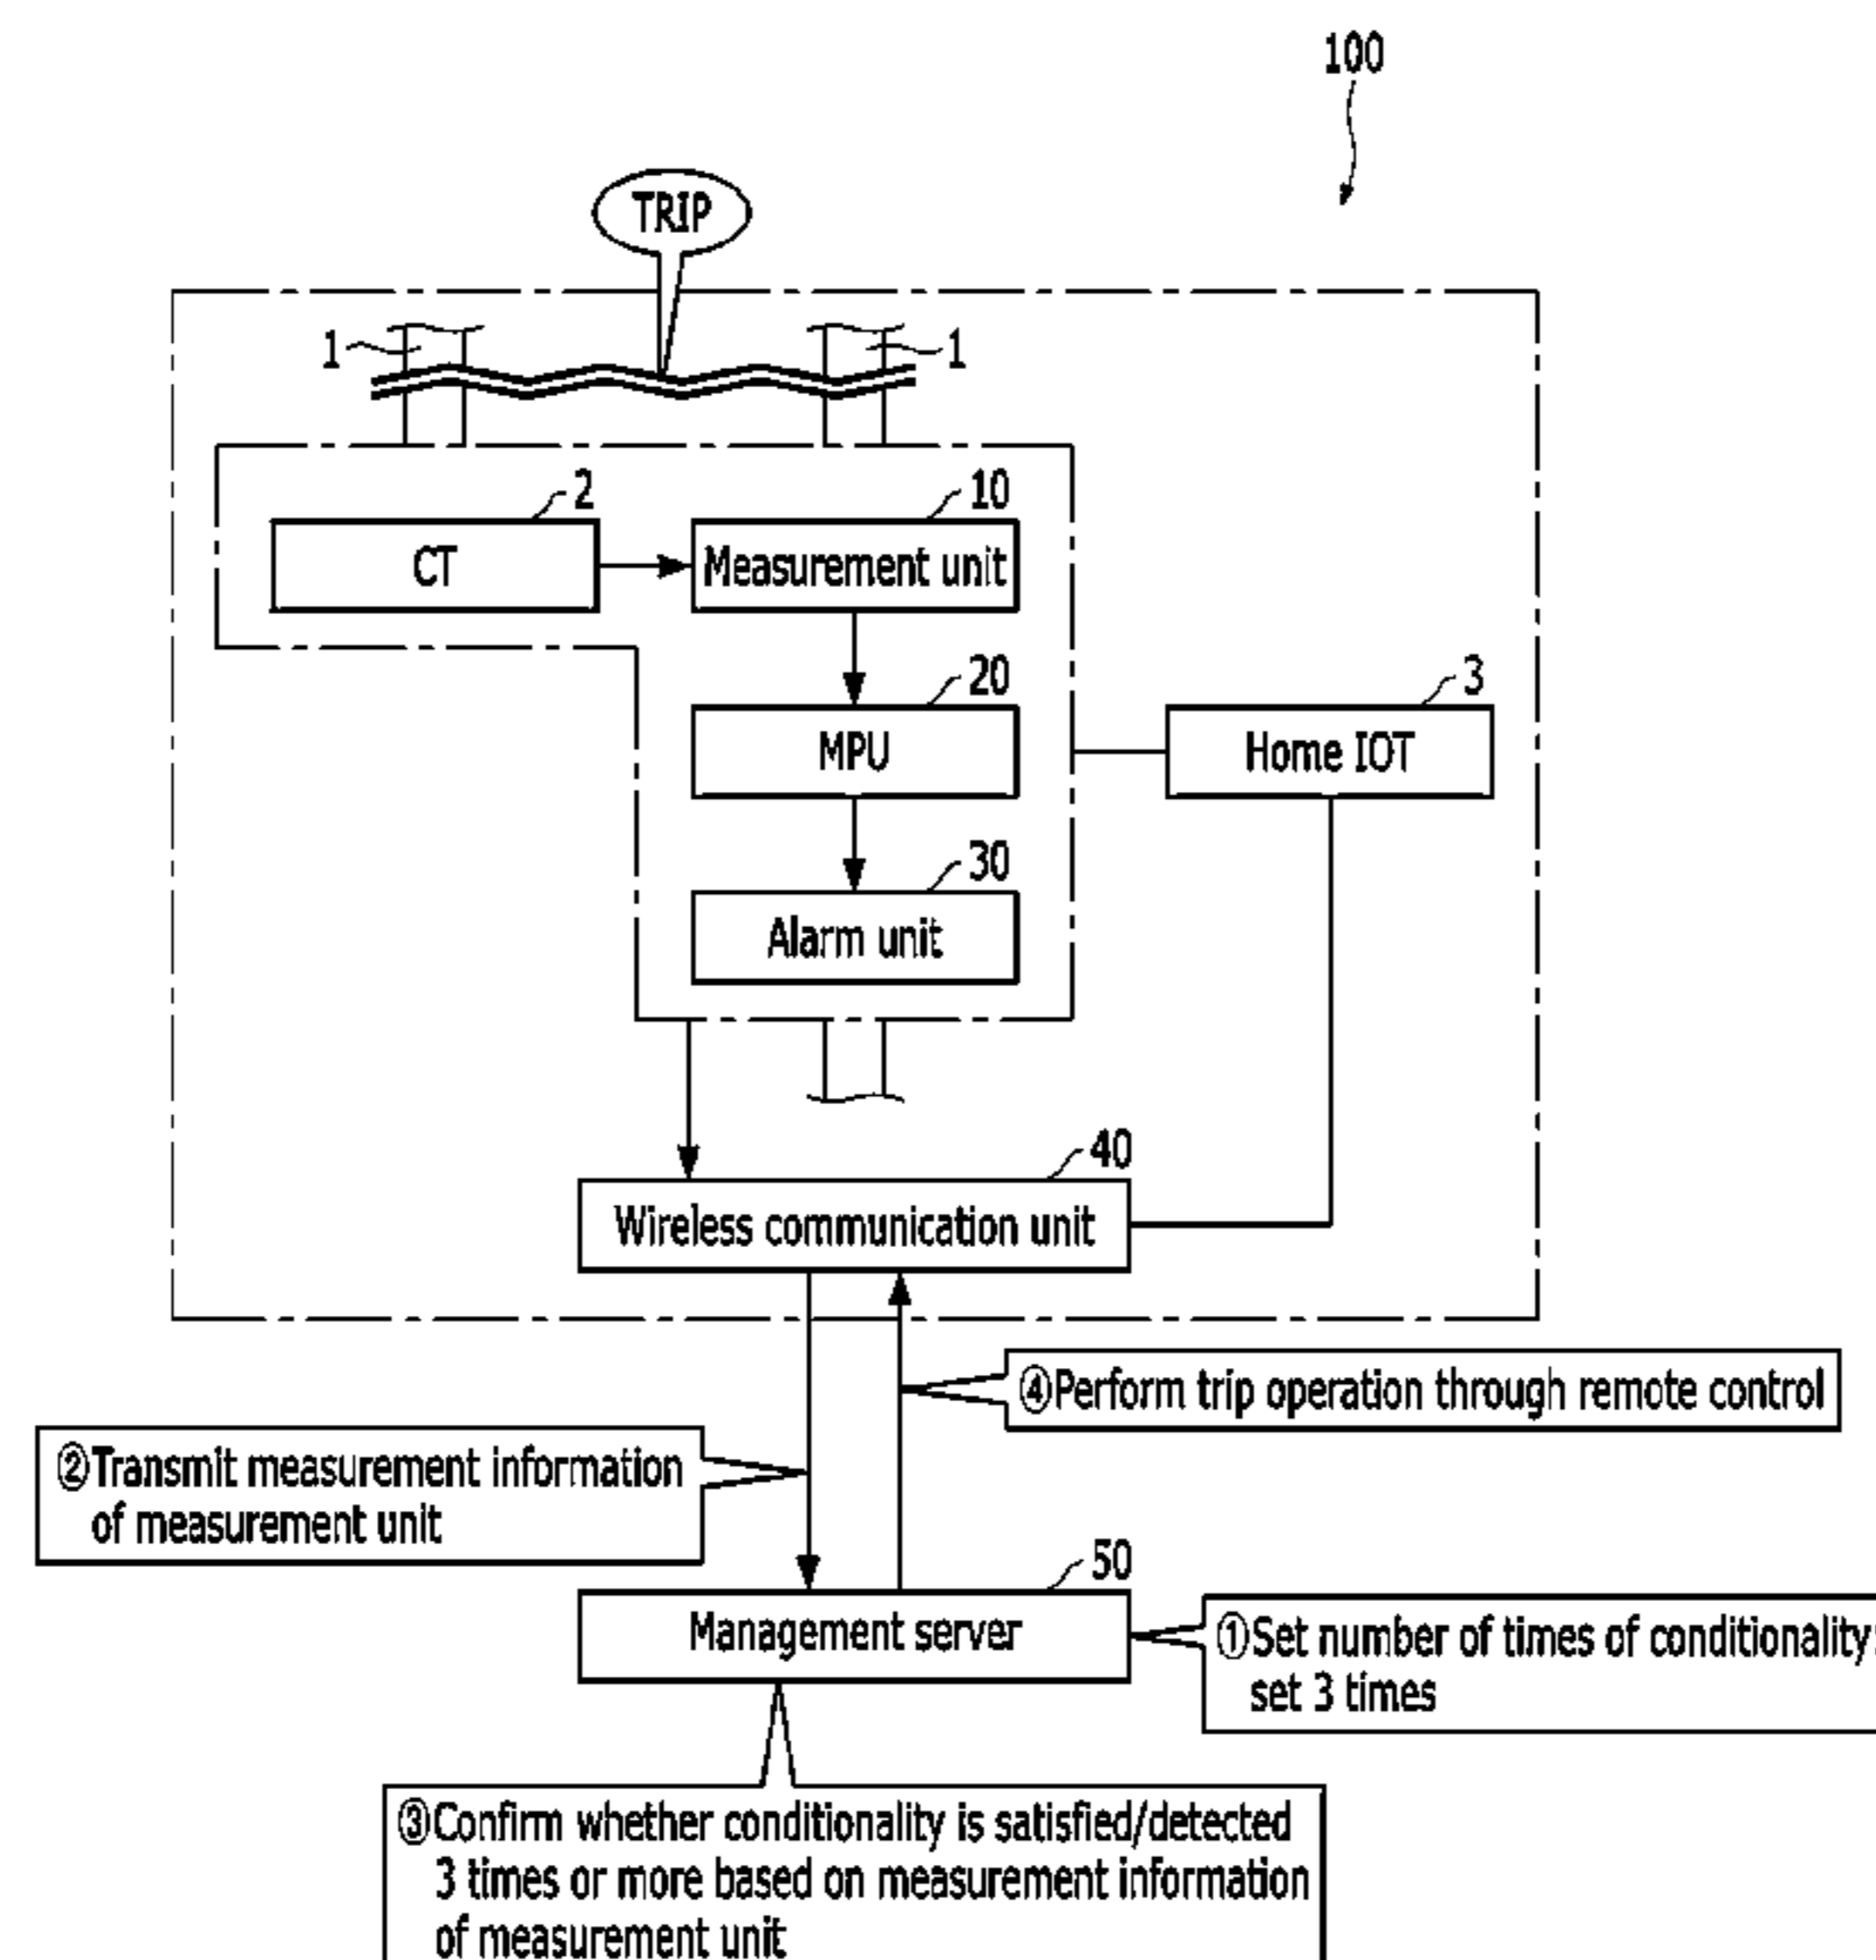 100
TRIP
1
1
2
10
CT
Measurement unit
20
3
MPU
Home IOT
30
Alarm unit
40
Wireless communication unit
④Perform trip operation through remote control
②Transmit measurement information
of measurement unit
50
Management server
①Set number of times of conditionality:
set 3 times
③Confirm whether conditionality is satisfied/detected
3 times or more based on measurement information
of measurement unit